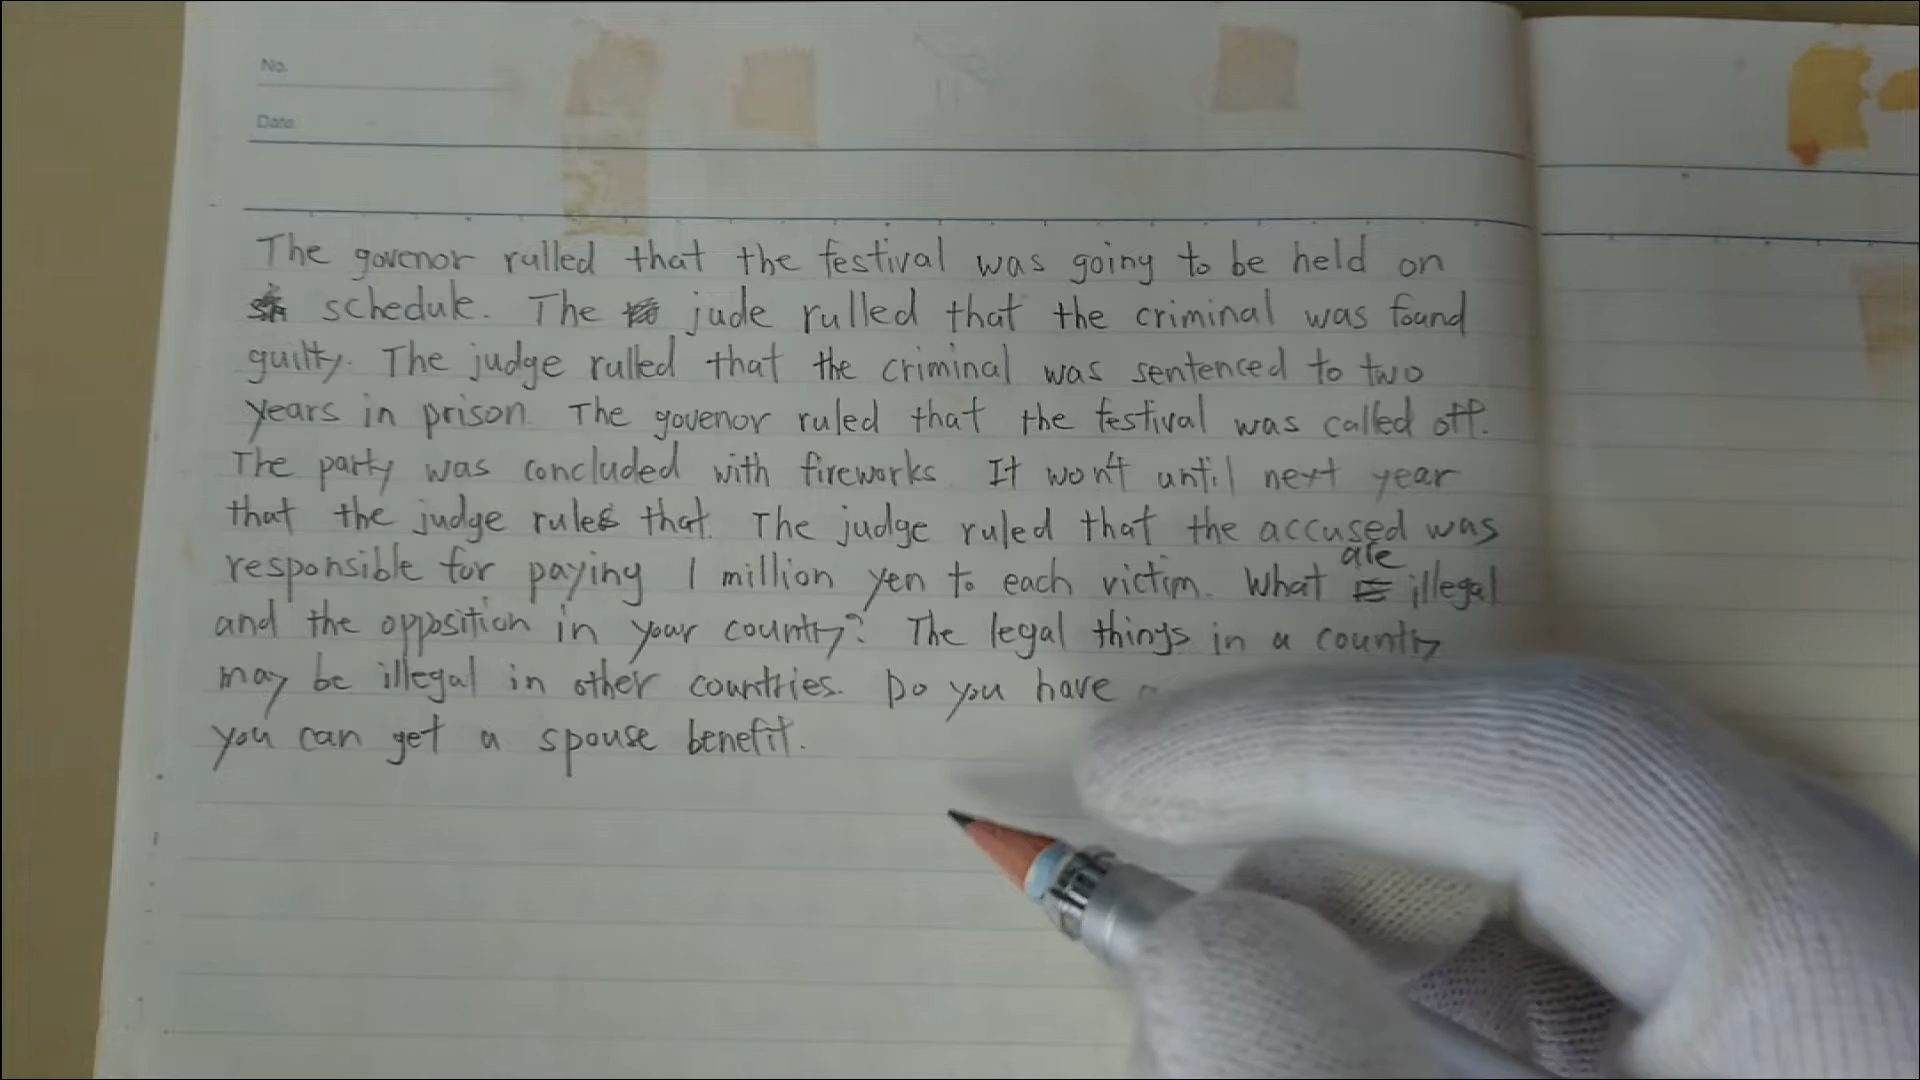 No.
Date
The govenor rulled that the festival was going to be held on
schedule. The jude rulled that the criminal was found
guilty. The judge rulled that the criminal was sentenced to two
years in prison. The govenor ruled that the festival was called off.
The party was concluded with fireworks. It won't until next year
that the judge rules that. The judge ruled that the accused was
responsible for paying 1 million yen to each victim. What are illegal
and the opposition in your country? The legal things in a country
may be illegal in other countries. Do you have
you can get a spouse benefit.